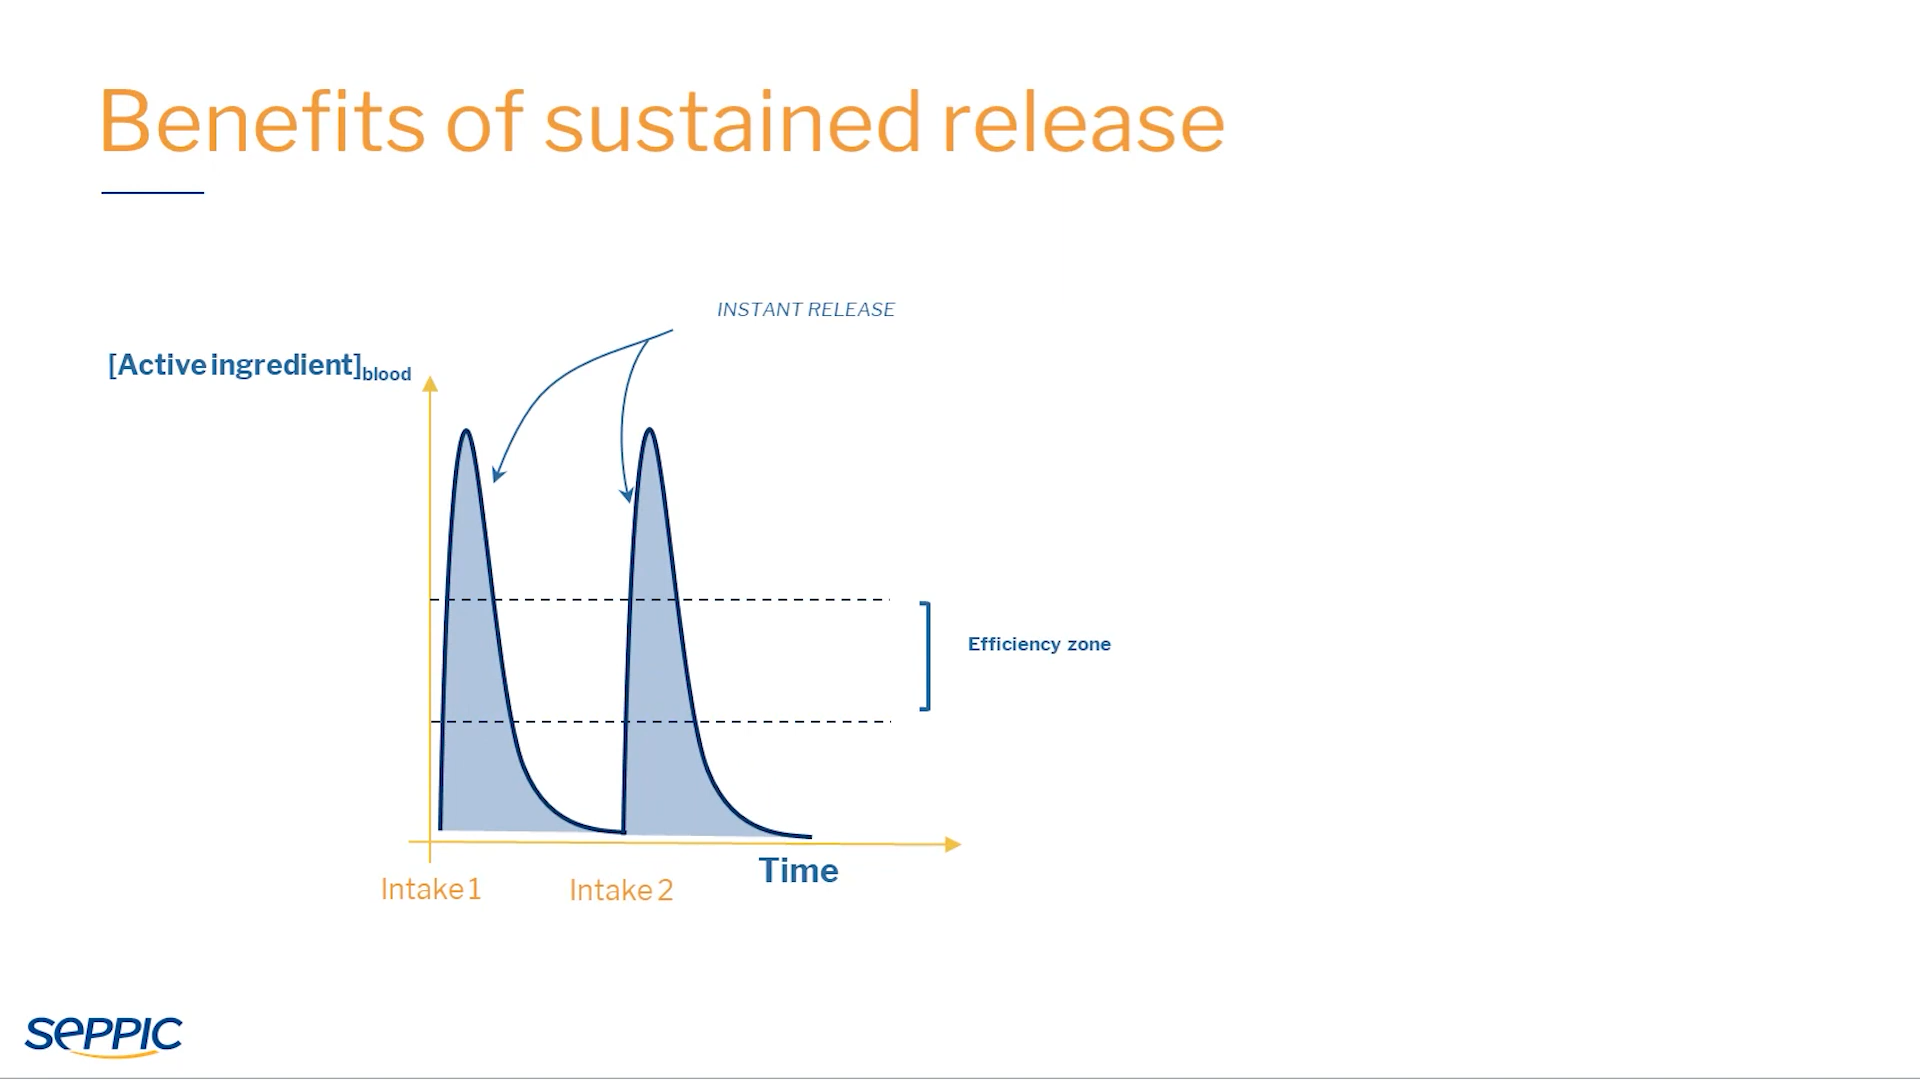 Benefits of sustained release
INSTANT RELEASE
[Active ingredient]blood
Efficiency zone
Time
Intake 1
Intake 2
SEPPIC